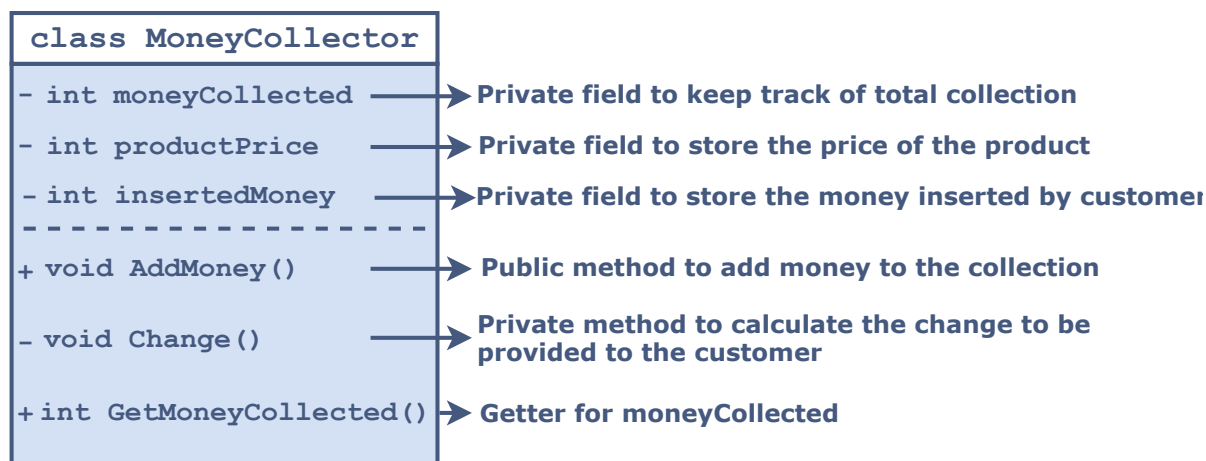 class MoneyCollector
- int moneyCollected
Private field to keep track of total collection
- int productPrice
Private field to store the price of the product
- int insertedMoney
Private field to store the money inserted by customer
+ void AddMoney()
Public method to add money to the collection
- void Change()
Private method to calculate the change to be
provided to the customer
+ int GetMoneyCollected()
Getter for moneyCollected